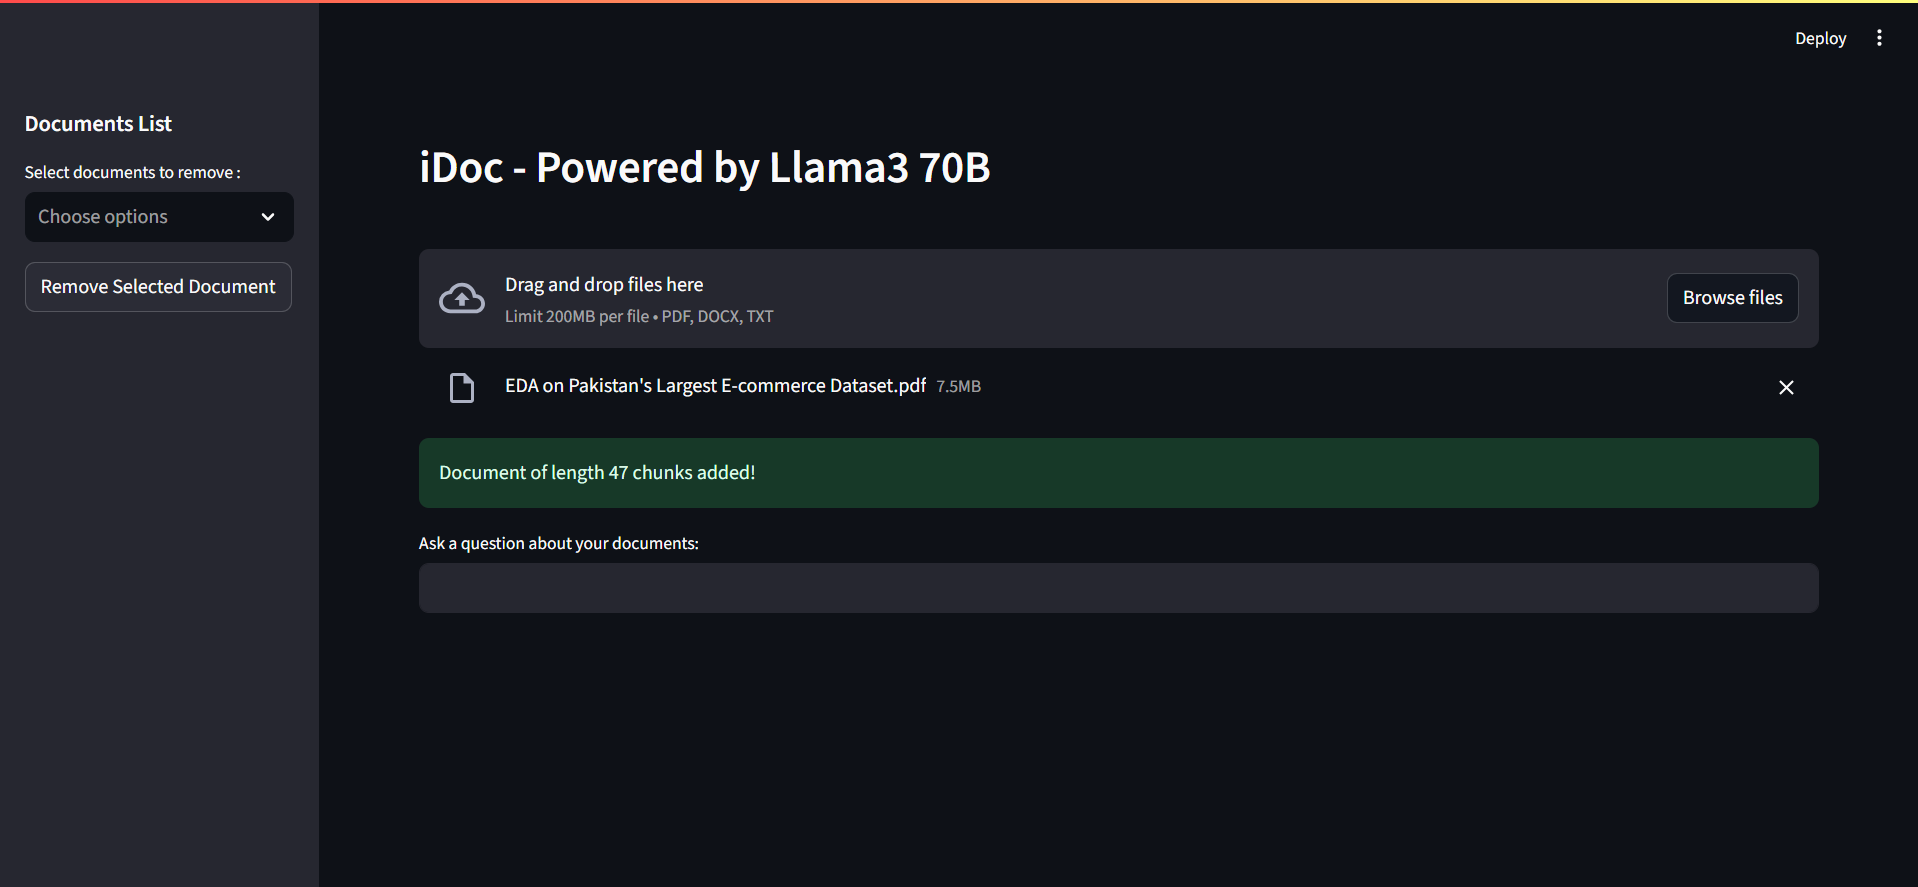 Deploy
Documents List
Select documents to remove :
Choose options
Remove Selected Document
iDoc - Powered by Llama3 70B
Drag and drop files here
Limit 200MB per file • PDF, DOCX, TXT
Browse files
EDA on Pakistan's Largest E-commerce Dataset.pdf 7.5MB
Document of length 47 chunks added!
Ask a question about your documents: